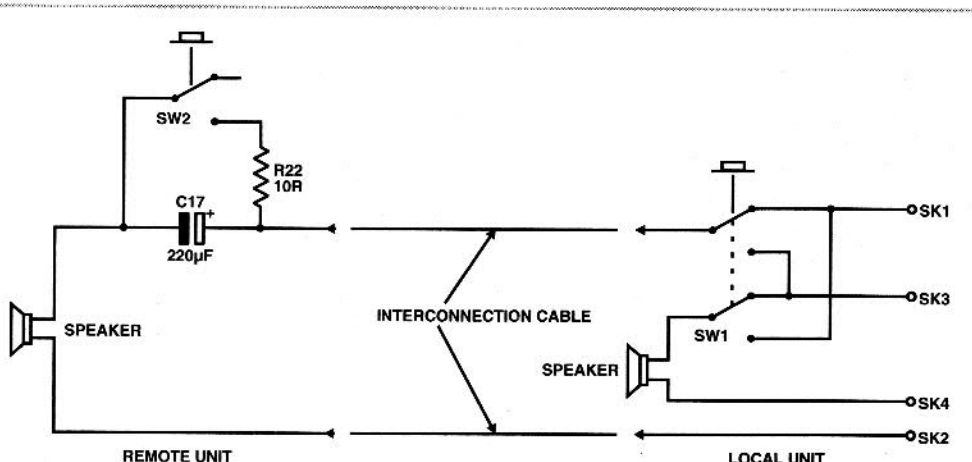 SW2
R22
10R
C17
+
220µF
SPEAKER
REMOTE UNIT
INTERCONNECTION CABLE
SK1
SK3
SW1
SPEAKER
SK4
SK2
LOCAL UNIT